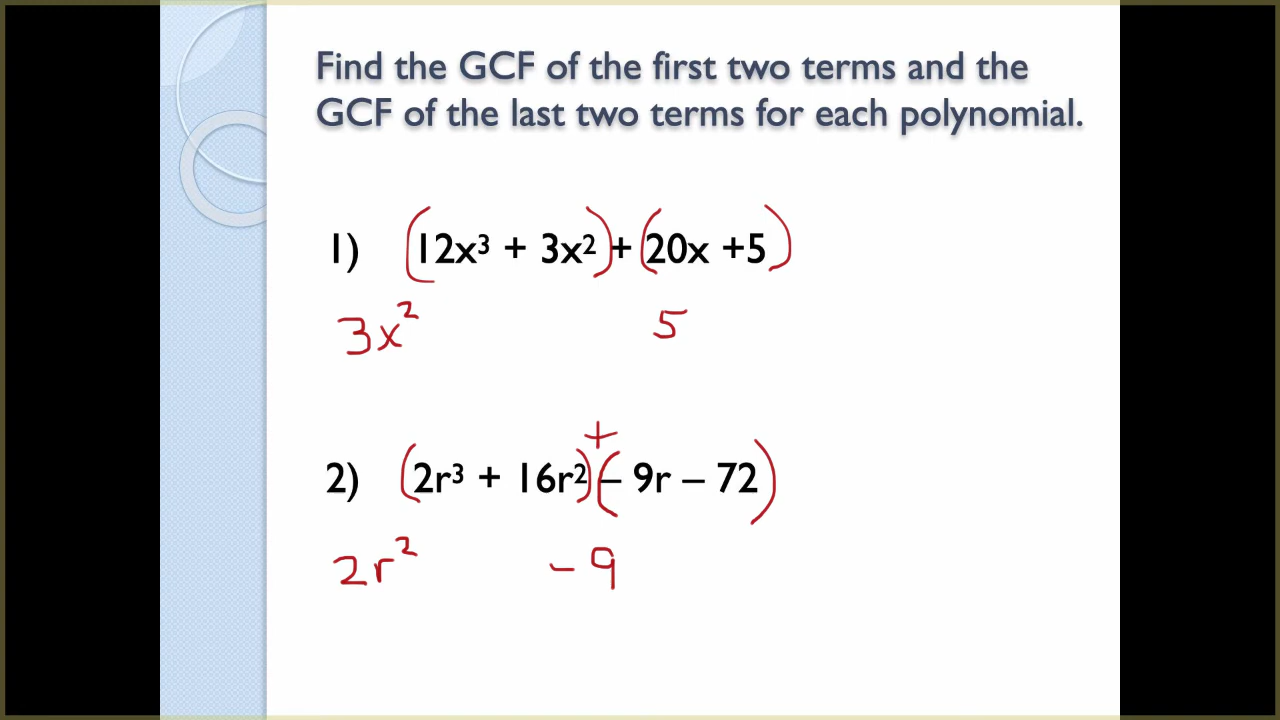 Find the GCF of the first two terms and the
GCF of the last two terms for each polynomial.
1) (12x³ + 3x²) + (20x +5)
3x² 5
+
2) (2r³ + 16r²) (– 9r – 72)
2r² – 9